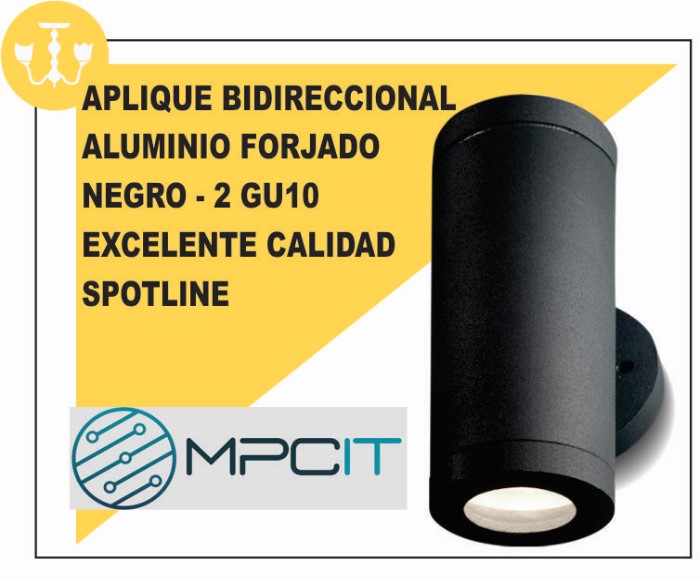 APLIQUE BIDIRECCIONAL
ALUMINIO FORJADO
NEGRO - 2 GU10
EXCELENTE CALIDAD
SPOTLINE
MPCIT